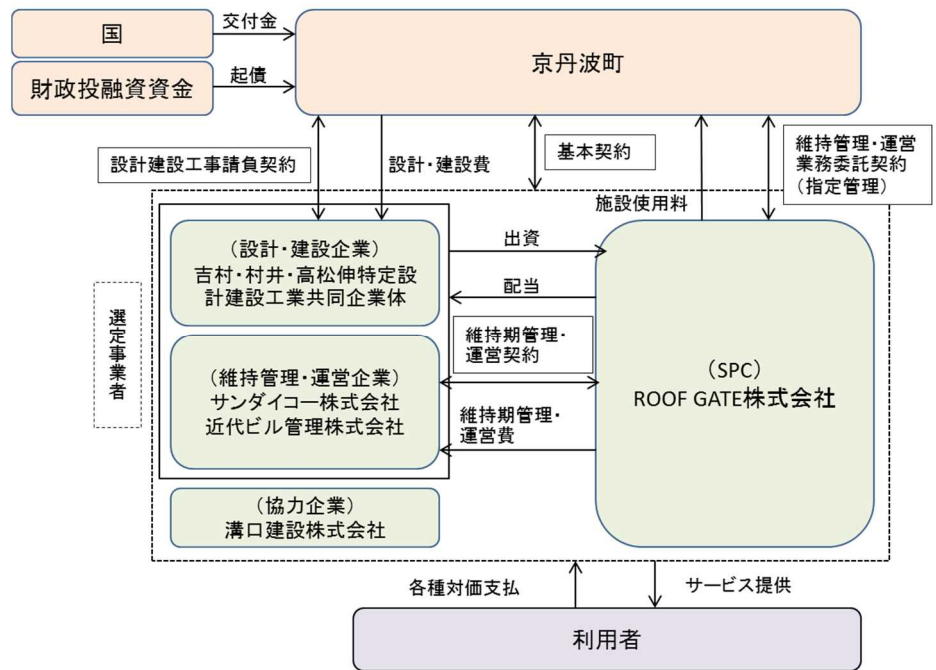 国
交付金
財政投融資資金
起債
京丹波町
設計建設工事請負契約
設計・建設費
基本契約
施設使用料
維持管理・運営
業務委託契約
(指定管理)
選定事業者
(設計・建設企業)
吉村・村井・高松伸特定設
計建設工業共同企業体
出資
配当
維持期管理・
運営契約
(維持管理・運営企業)
サンダイコー株式会社
近代ビル管理株式会社
維持期管理・
運営費
(SPC)
ROOF GATE株式会社
(協力企業)
溝口建設株式会社
各種対価支払
サービス提供
利用者